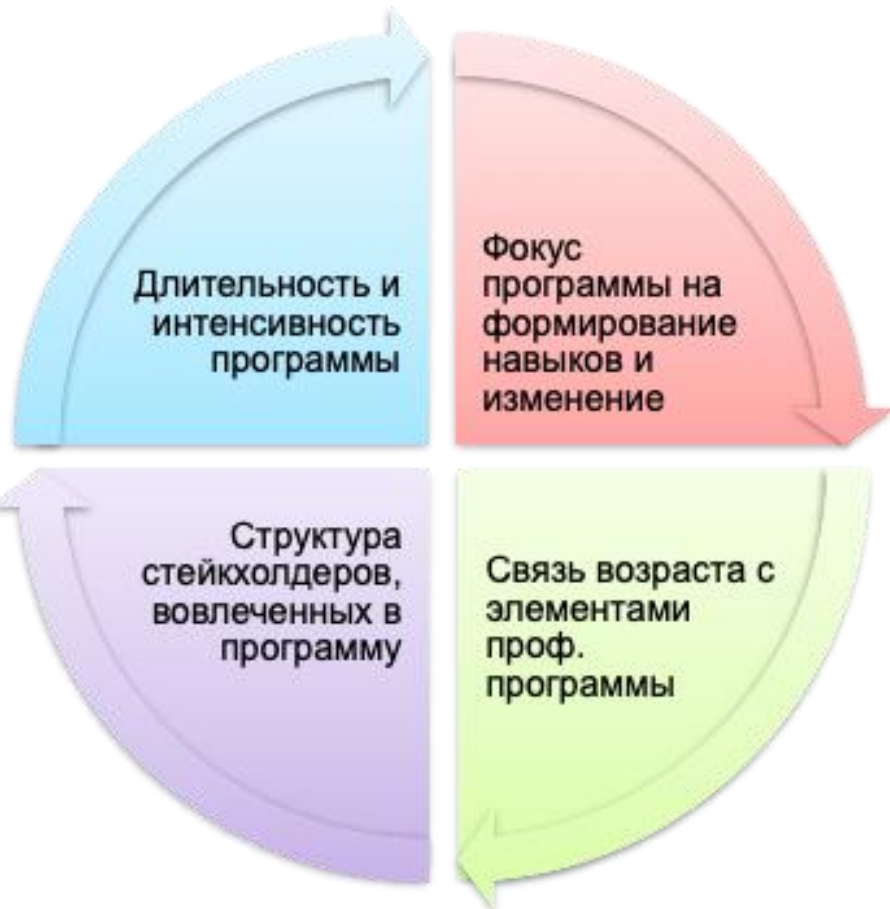 Длительность и
интенсивность
программы
Фокус
программы на
формирование
навыков и
изменение
Структура
стейкхолдеров,
вовлеченных в
программу
Связь возраста с
элементами
проф.
программы